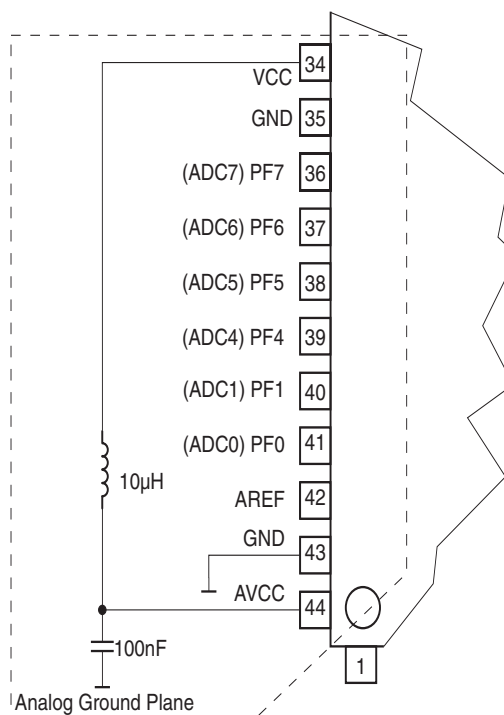 VCC 34
GND 35
(ADC7) PF7 36
(ADC6) PF6 37
(ADC5) PF5 38
(ADC4) PF4 39
(ADC1) PF1 40
(ADC0) PF0 41
10µH
AREF 42
GND 43
AVCC 44
100nF
1
Analog Ground Plane